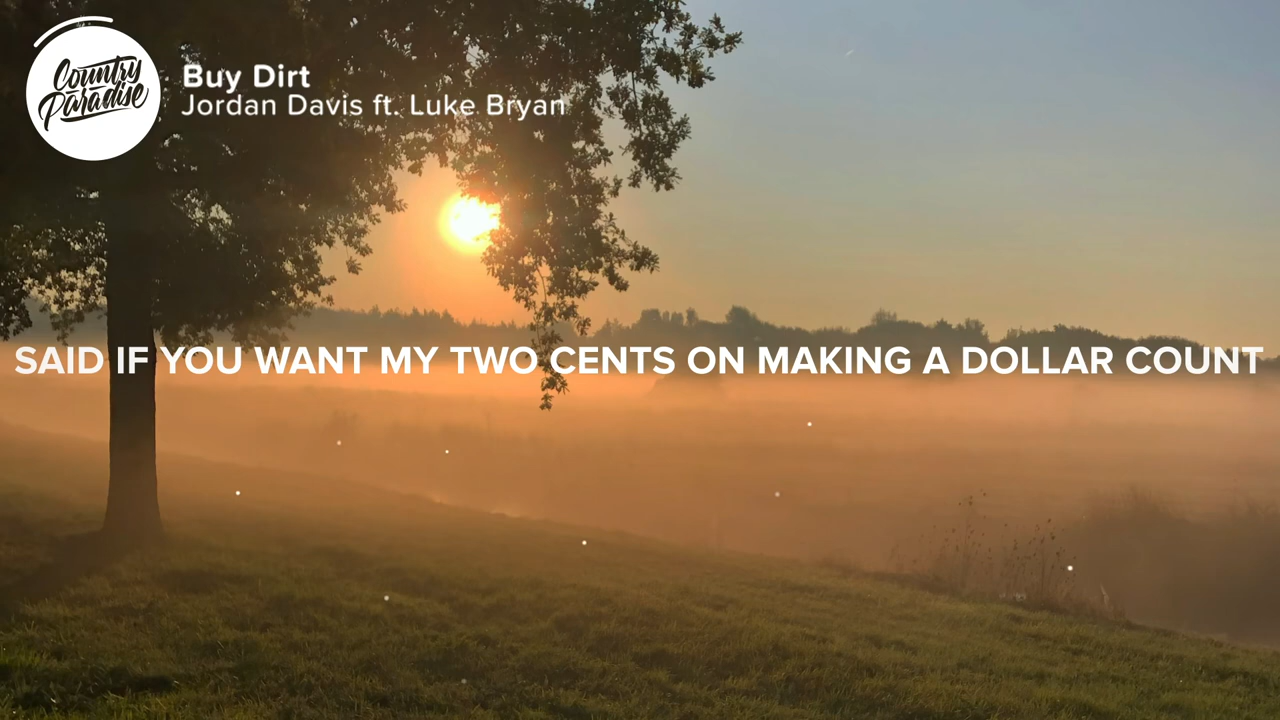 Country
Paradise
Buy Dirt
Jordan Davis ft. Luke Bryan
SAID IF YOU WANT MY TWO CENTS ON MAKING A DOLLAR COUNT